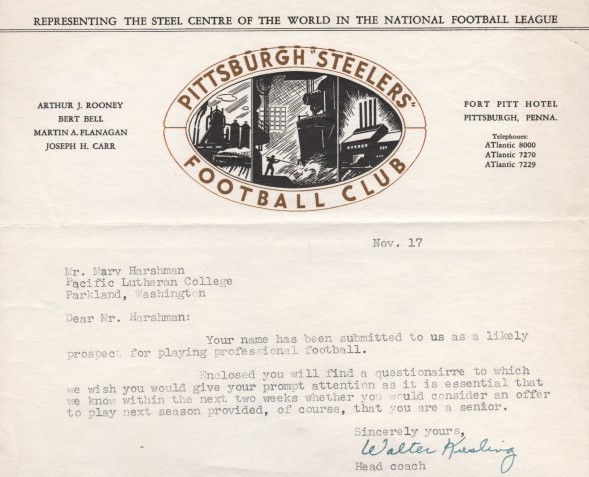 REPRESENTING THE STEEL CENTRE OF THE WORLD IN THE NATIONAL FOOTBALL LEAGUE
PITTSBURGH "STEELERS"
FOOTBALL CLUB
ARTHUR J. ROONEY
BERT BELL
MARTIN A. FLANAGAN
JOSEPH H. CARR
FORT PITT HOTEL
PITTSBURGH, PENNA.
Telephones:
ATlantic 8000
ATlantic 7270
ATlantic 7229
Nov. 17
Mr. Marv Harshman
Pacific Lutheran College
Parkland, Washington
Dear Mr. Harshman:
Your name has been submitted to us as a likely
prospect for playing professional football.
Enclosed you will find a questionairre to which
we wish you would give your prompt attention as it is essential that
we know within the next two weeks whether you would consider an offer
to play next season provided, of course, that you are a senior.
Sincerely yours,
Walter Kiesling
Head coach